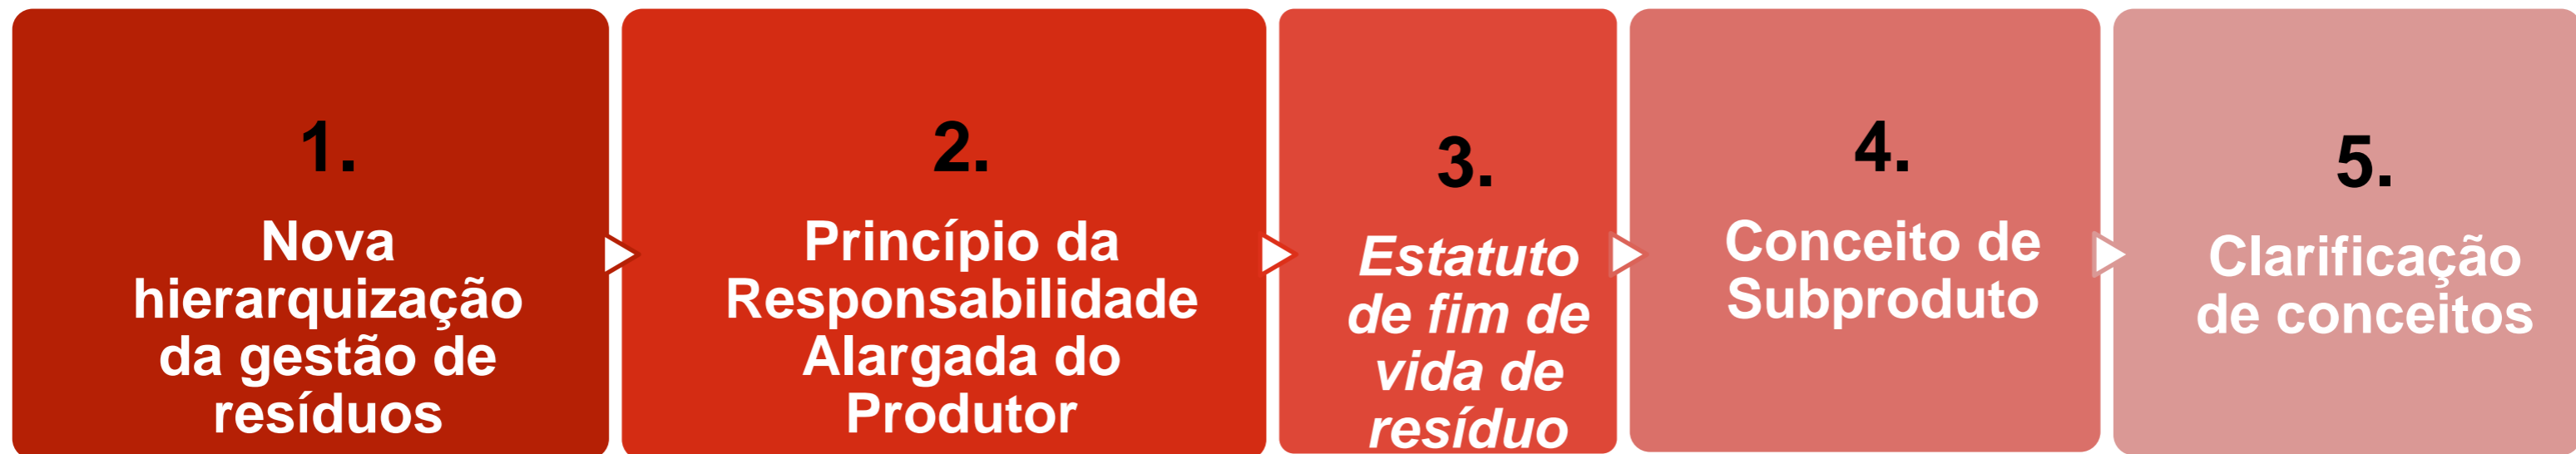 1.
Nova
hierarquização
da gestão de
resíduos
2.
Princípio da
Responsabilidade
Alargada do
Produtor
3.
Estatuto
de fim de
vida de
resíduo
4.
Conceito de
Subproduto
5.
Clarificação
de conceitos